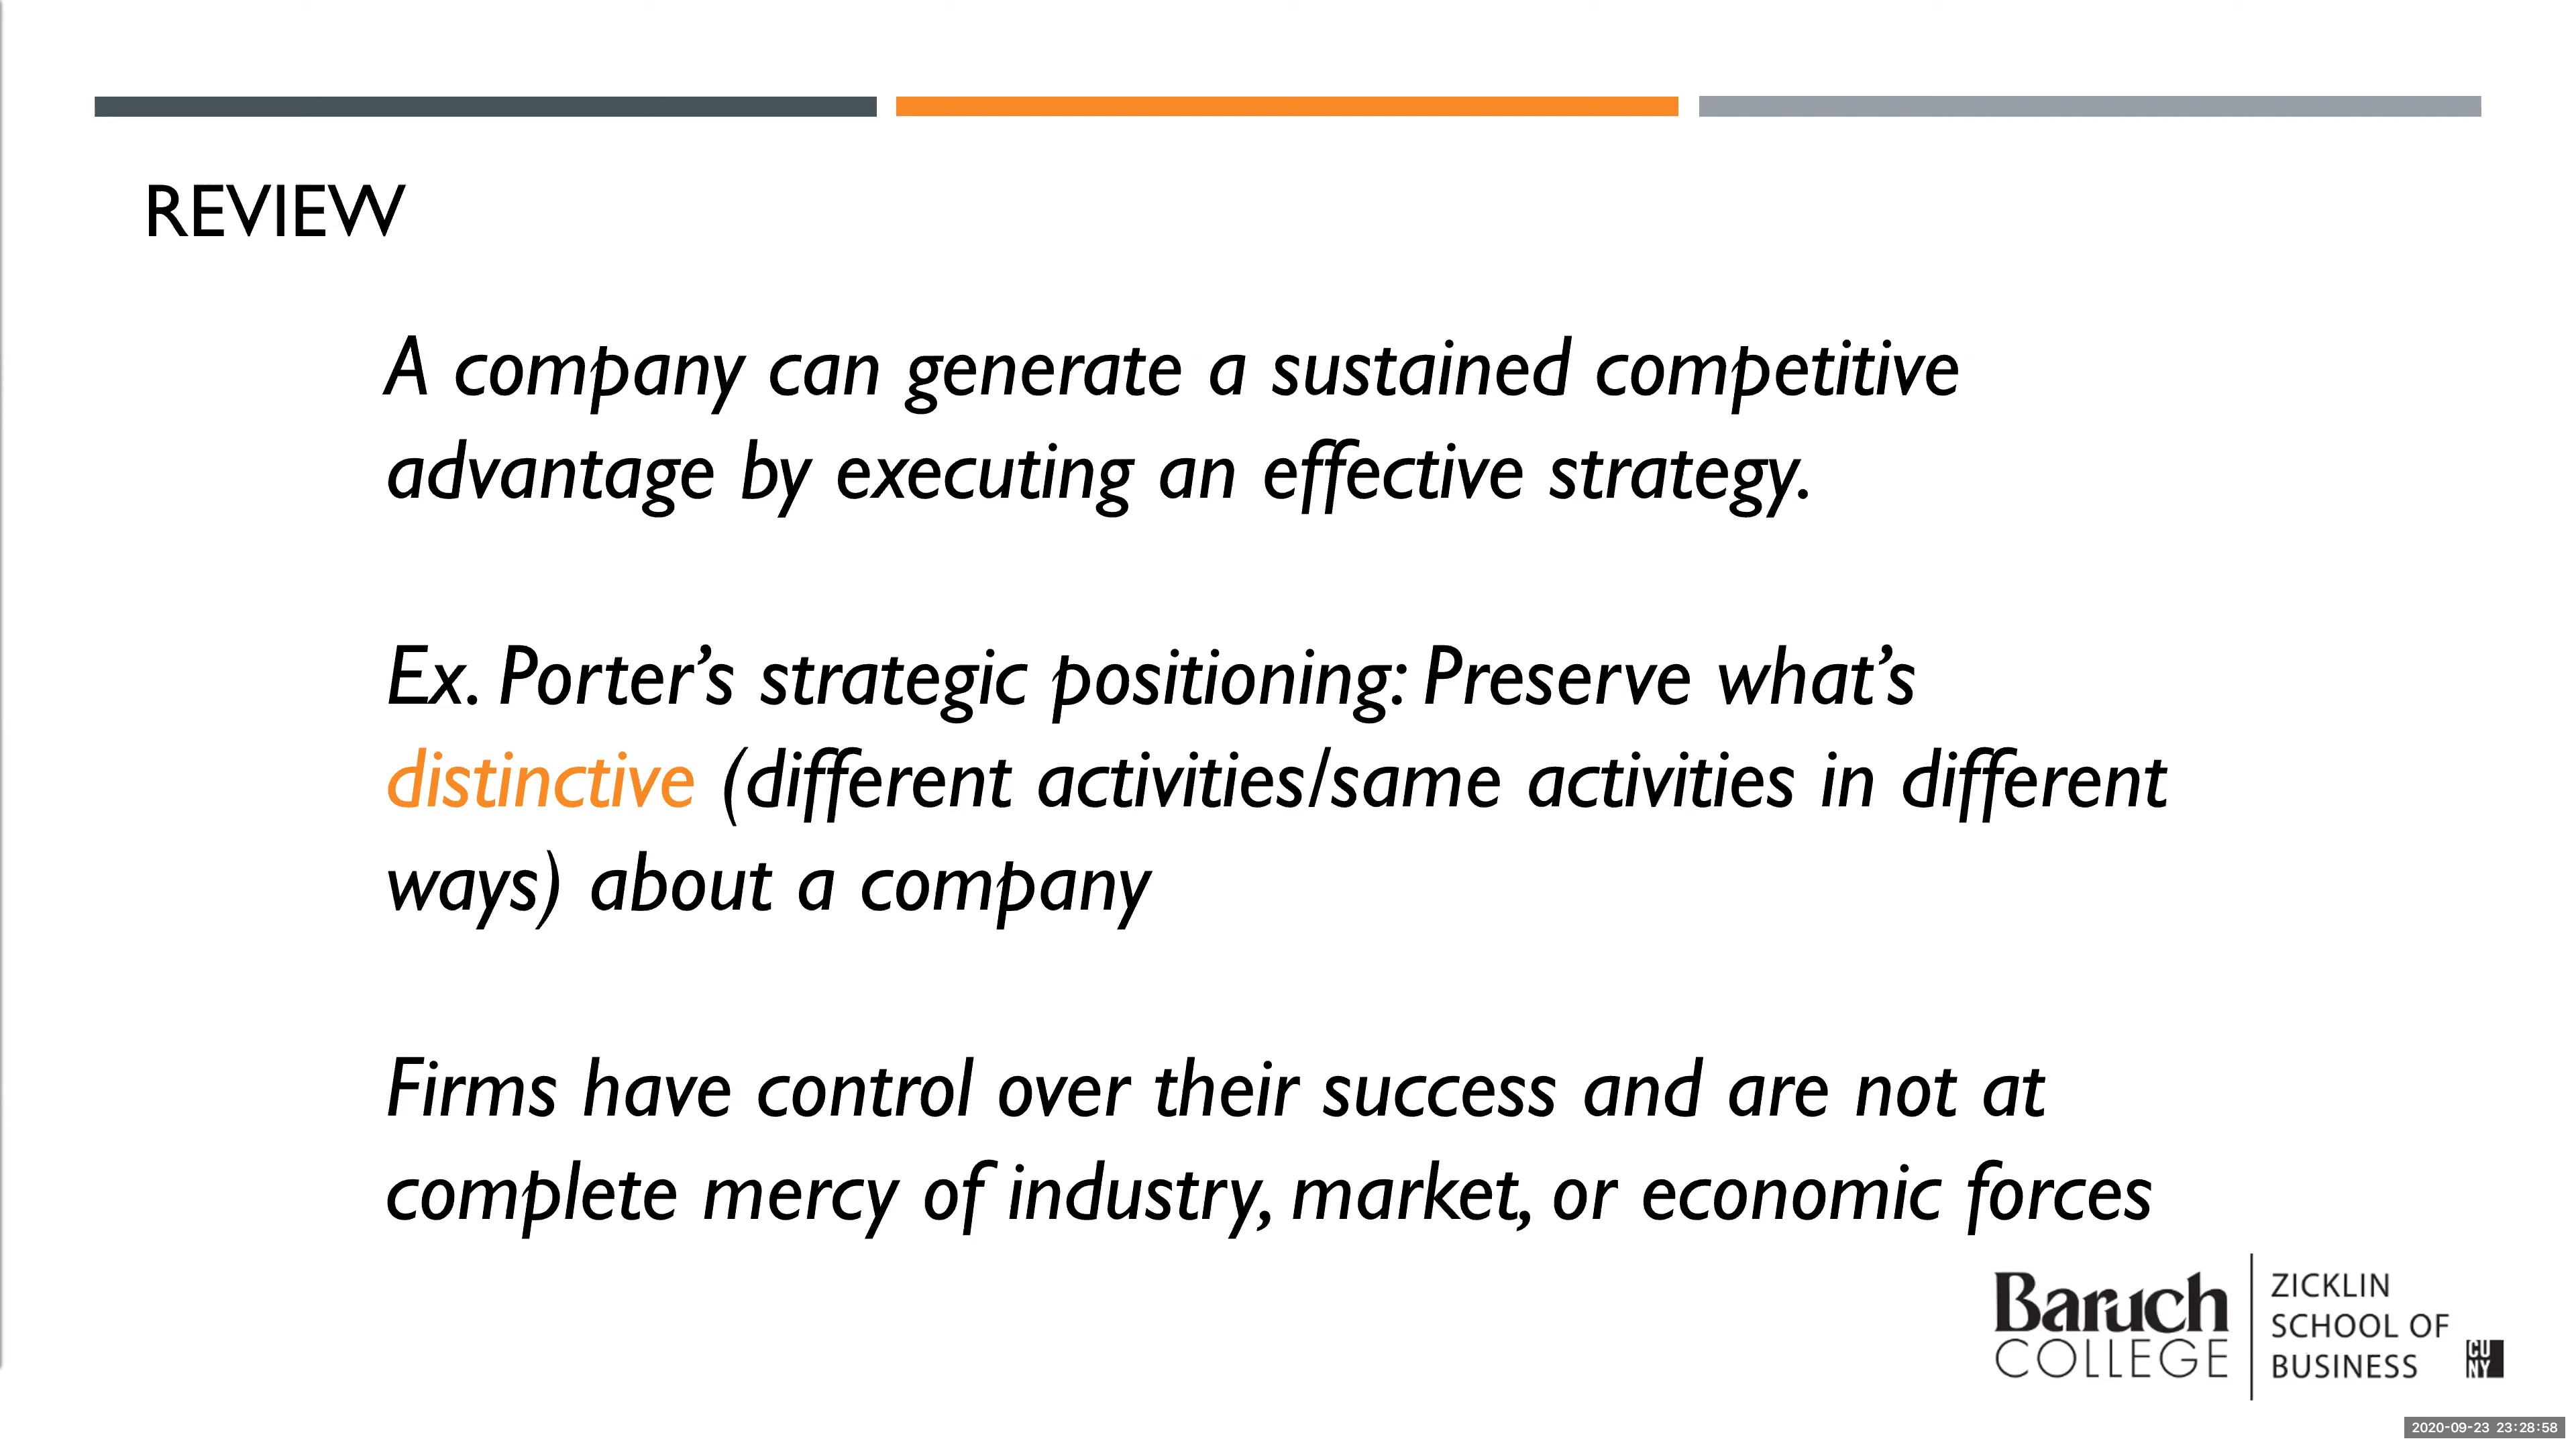 REVIEW
A company can generate a sustained competitive
advantage by executing an effective strategy.
Ex. Porter’s strategic positioning: Preserve what’s
distinctive (different activities/same activities in different
ways) about a company
Firms have control over their success and are not at
complete mercy of industry, market, or economic forces
Baruch
COLLEGE
ZICKLIN
SCHOOL OF
BUSINESS
CU
NY
2020-09-23 23:28:58